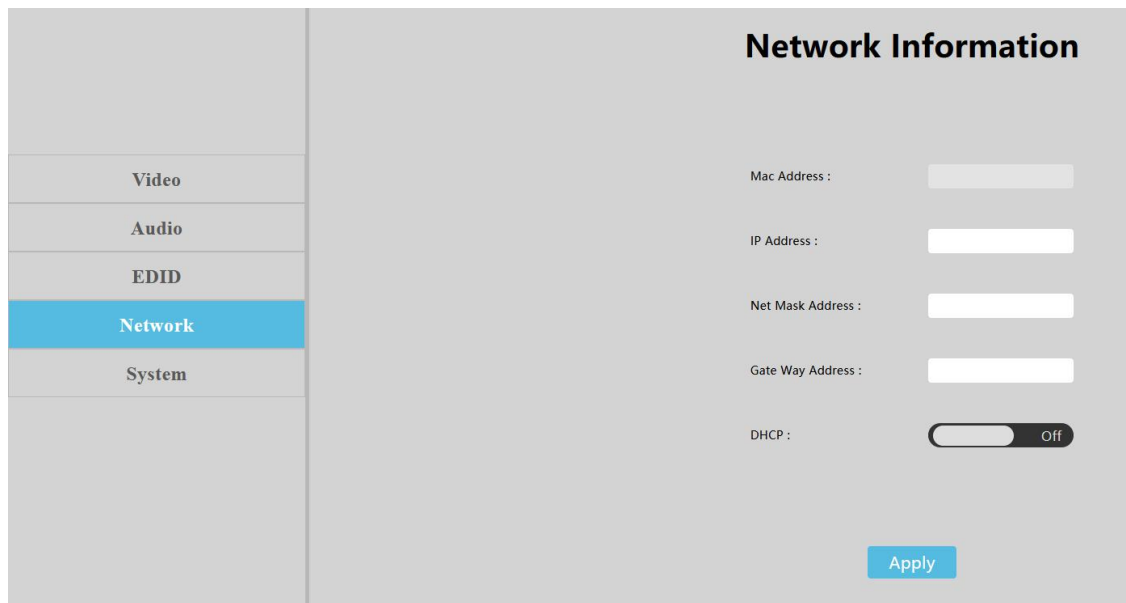 Network Information
Video
Audio
EDID
Network
System
Mac Address :
IP Address :
Net Mask Address :
Gate Way Address :
DHCP :
Off
Apply